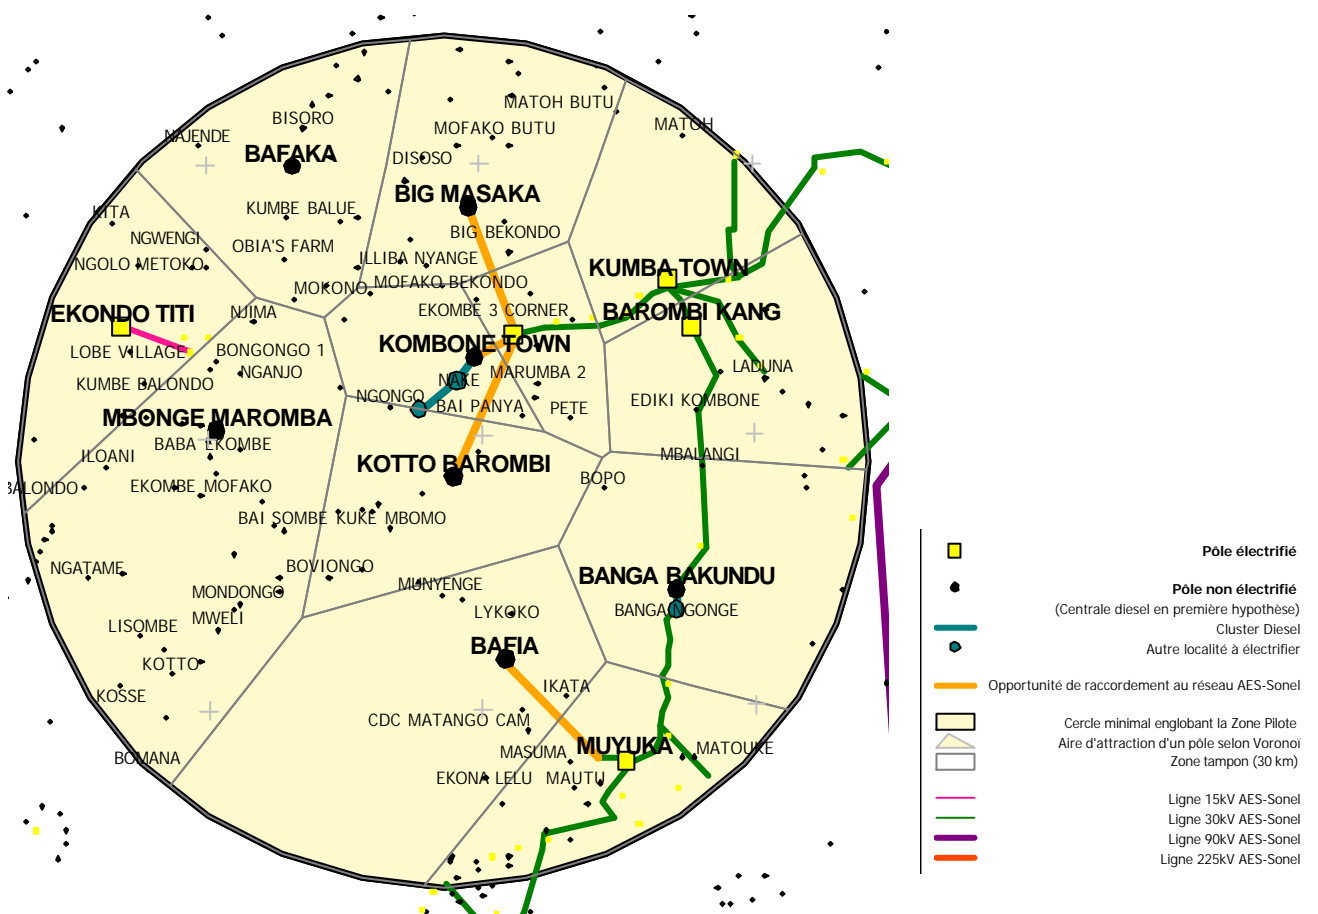 MATOH BUTU
BISORO
MATOH
MOFAKO BUTU
NAJENDE
BAFAKA
DISOSO
BIG MASAKA
KITA
KUMBE BALUE
NGWENGI
BIG BEKONDO
OBIA'S FARM
NGOLO METOKO
ILLIBA NYANGE
KUMBA TOWN
MOKONO
MOFAKO BEKONDO
EKONDO TITI
NJIMA
EKOMBE 3 CORNER
BAROMBI KANG
LOBE VILLAGE
BONGONGO 1
KOMBONE TOWN
NGANJO
MARUMBA 2
LADUNA
KUMBE BALONDO
NAKE
NGONGO
BAI PANYA
PETE
EDIKI KOMBONE
MBONGE MAROMBA
BABA EKOMBE
ILOANI
KOTTO BAROMBI
MBALANGI
BALONDO
EKOMBE MOFAKO
BOPO
BAI SOMBE
KUKE MBOMO
NGATAME
BOVIONGO
MUNYENGE
BANGA BAKUNDU
MONDONGO
LYKOKO
BANGA NGONGE
MWELI
LISOMBE
BAFIA
KOTTO
IKATA
KOSSE
CDC MATANGO CAM
BOMANA
MASUMA
MUYUKA
MATOUKE
EKONA LELU
MAUTU
Pôle électrifié
Pôle non électrifié
(Centrale diesel en première hypothèse)
Cluster Diesel
Autre localité à électrifier
Opportunité de raccordement au réseau AES-Sonel
Cercle minimal englobant la Zone Pilote
Aire d'attraction d'un pôle selon Voronoï
Zone tampon (30 km)
Ligne 15kV AES-Sonel
Ligne 30kV AES-Sonel
Ligne 90kV AES-Sonel
Ligne 225kV AES-Sonel